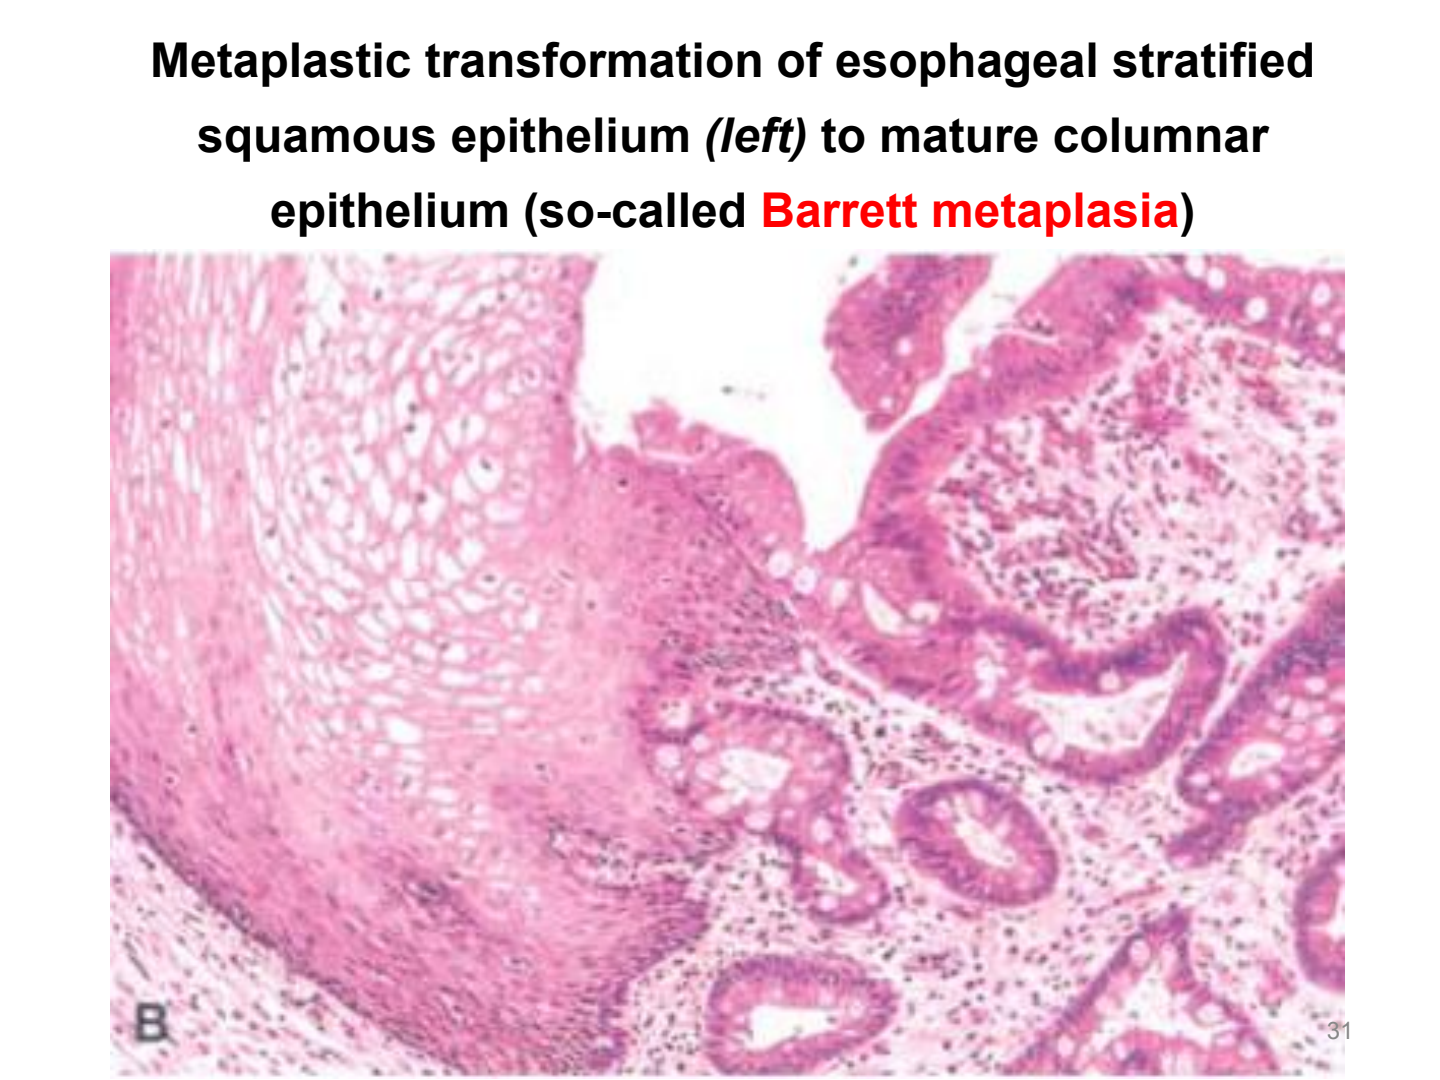 Metaplastic transformation of esophageal stratified
squamous epithelium (left) to mature columnar
epithelium (so-called Barrett metaplasia)
B
31